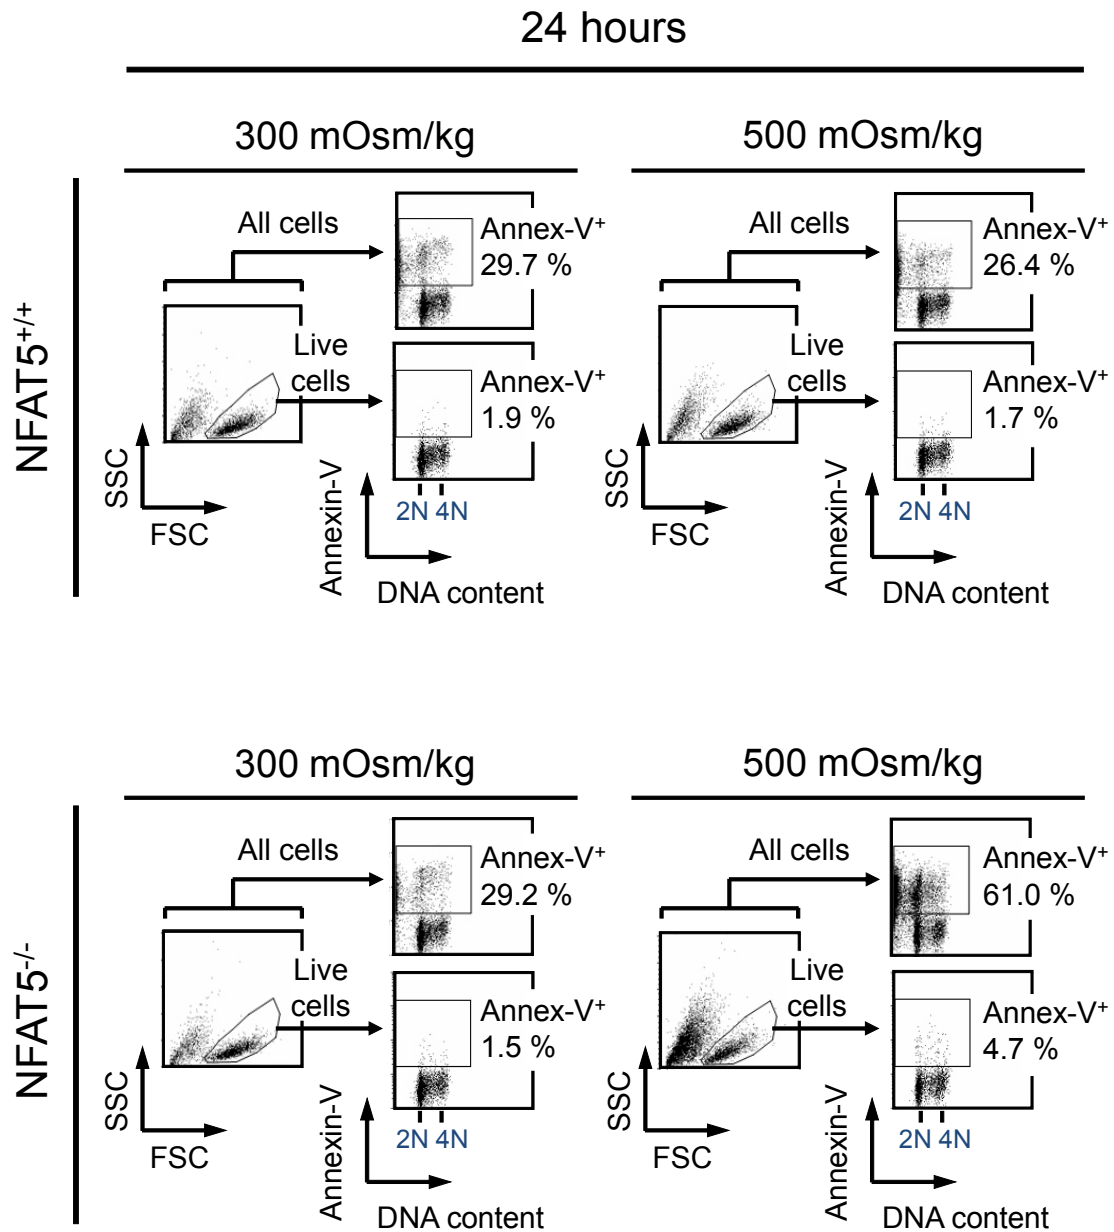 24 hours
300 mOsm/kg
500 mOsm/kg
NFAT5+/+
All cells
Annex-V+
29.7 %
Live
cells
Annex-V+
1.9 %
SSC
FSC
Annexin-V
2N 4N
DNA content
All cells
Annex-V+
26.4 %
Live
cells
Annex-V+
1.7 %
SSC
FSC
Annexin-V
2N 4N
DNA content
300 mOsm/kg
500 mOsm/kg
NFAT5-/-
All cells
Annex-V+
29.2 %
Live
cells
Annex-V+
1.5 %
SSC
FSC
Annexin-V
2N 4N
DNA content
All cells
Annex-V+
61.0 %
Live
cells
Annex-V+
4.7 %
SSC
FSC
Annexin-V
2N 4N
DNA content